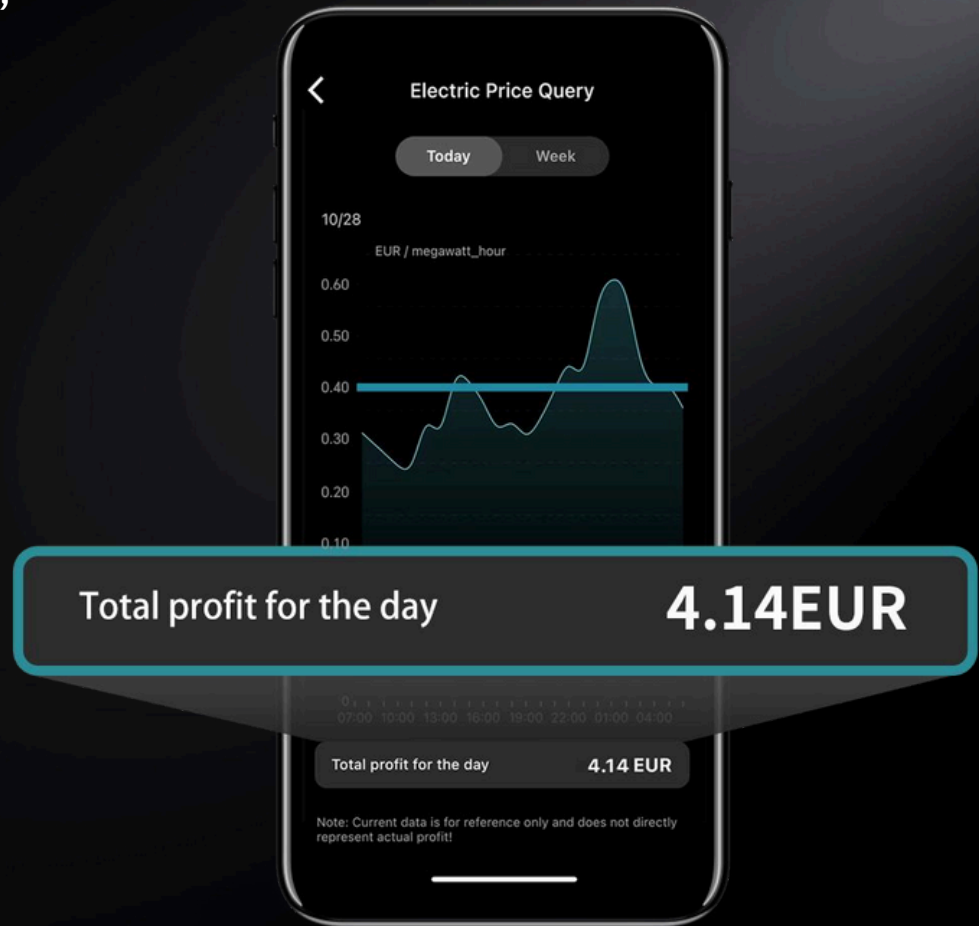 Electric Price Query
Today Week
10/28
EUR / megawatt_hour
0.60
0.50
0.40
0.30
0.20
0.10
Total profit for the day 4.14EUR
0
07:00 10:00 13:00 16:00 19:00 22:00 01:00 04:00
Total profit for the day 4.14 EUR
Note: Current data is for reference only and does not directly
represent actual profit!